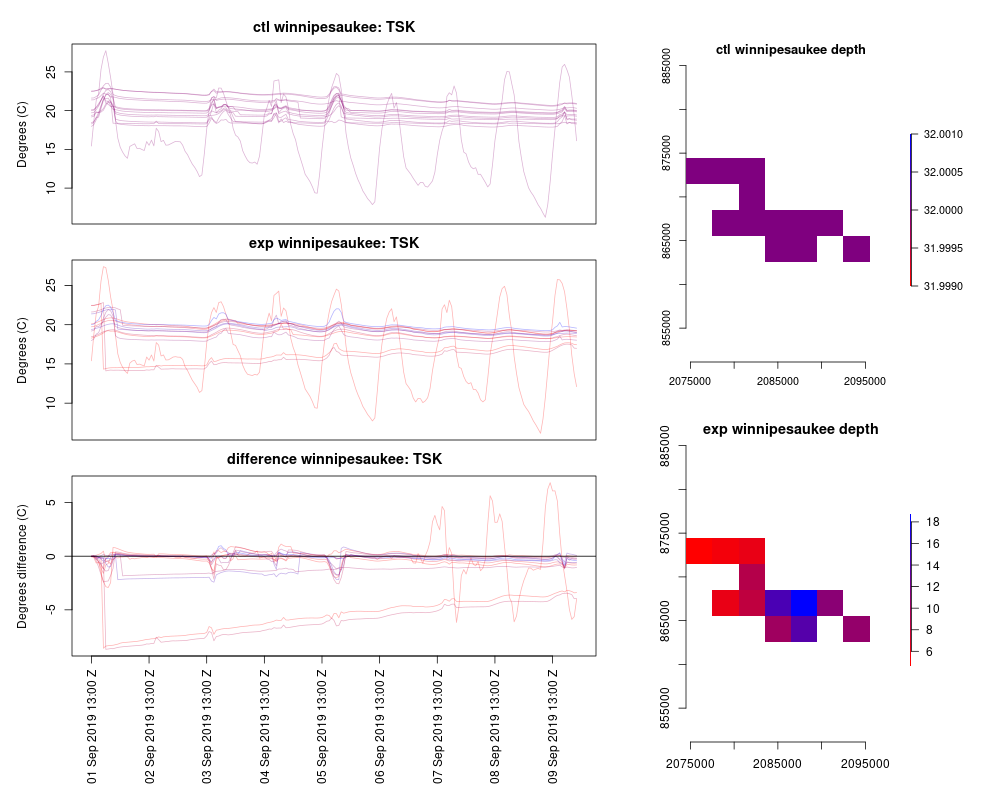 ctl winnipesaukee: TSK
Degrees (C)
25
20
15
10
exp winnipesaukee: TSK
Degrees (C)
25
20
15
10
difference winnipesaukee: TSK
Degrees difference (C)
5
0
-5
01 Sep 2019 13:00 Z
02 Sep 2019 13:00 Z
03 Sep 2019 13:00 Z
04 Sep 2019 13:00 Z
05 Sep 2019 13:00 Z
06 Sep 2019 13:00 Z
07 Sep 2019 13:00 Z
08 Sep 2019 13:00 Z
09 Sep 2019 13:00 Z
ctl winnipesaukee depth
885000
875000
865000
855000
2075000
2085000
2095000
32.0010
32.0005
32.0000
31.9995
31.9990
exp winnipesaukee depth
885000
875000
865000
855000
2075000
2085000
2095000
18
16
14
12
10
8
6